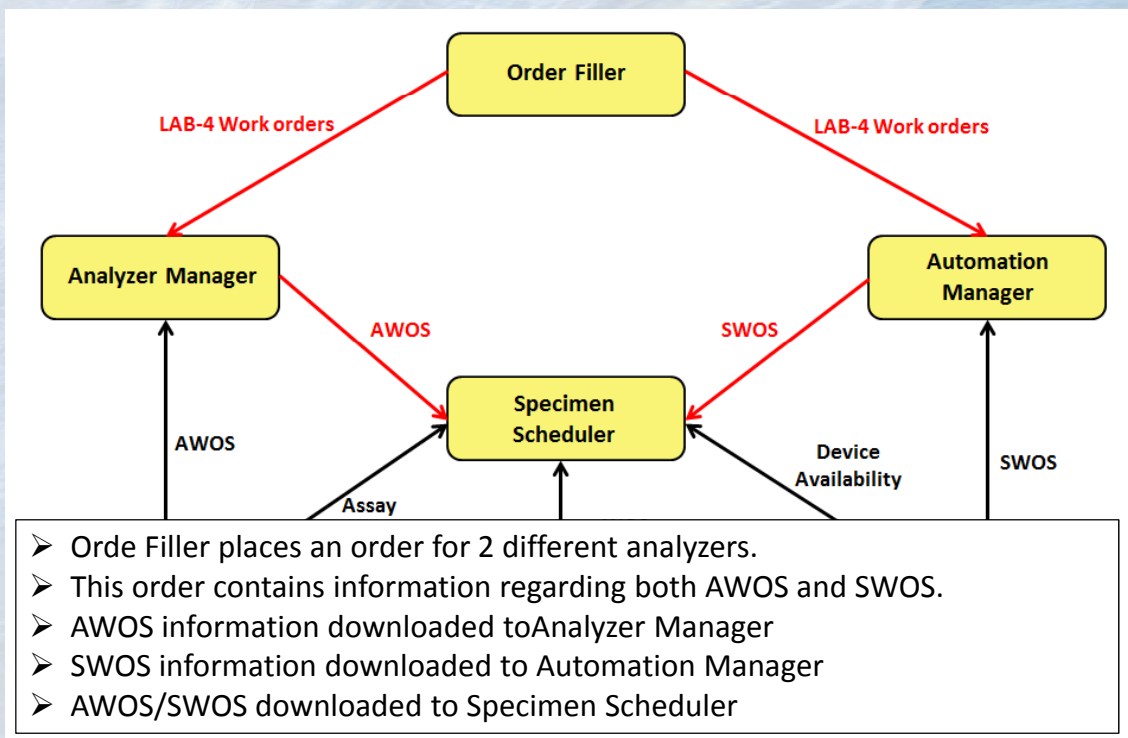 Order Filler
LAB-4 Work orders
LAB-4 Work orders
Analyzer Manager
Automation
Manager
AWOS
SWOS
Specimen
Scheduler
AWOS
Device
Availability
SWOS
Assay
➢ Orde Filler places an order for 2 different analyzers.
➢ This order contains information regarding both AWOS and SWOS.
➢ AWOS information downloaded toAnalyzer Manager
➢ SWOS information downloaded to Automation Manager
➢ AWOS/SWOS downloaded to Specimen Scheduler